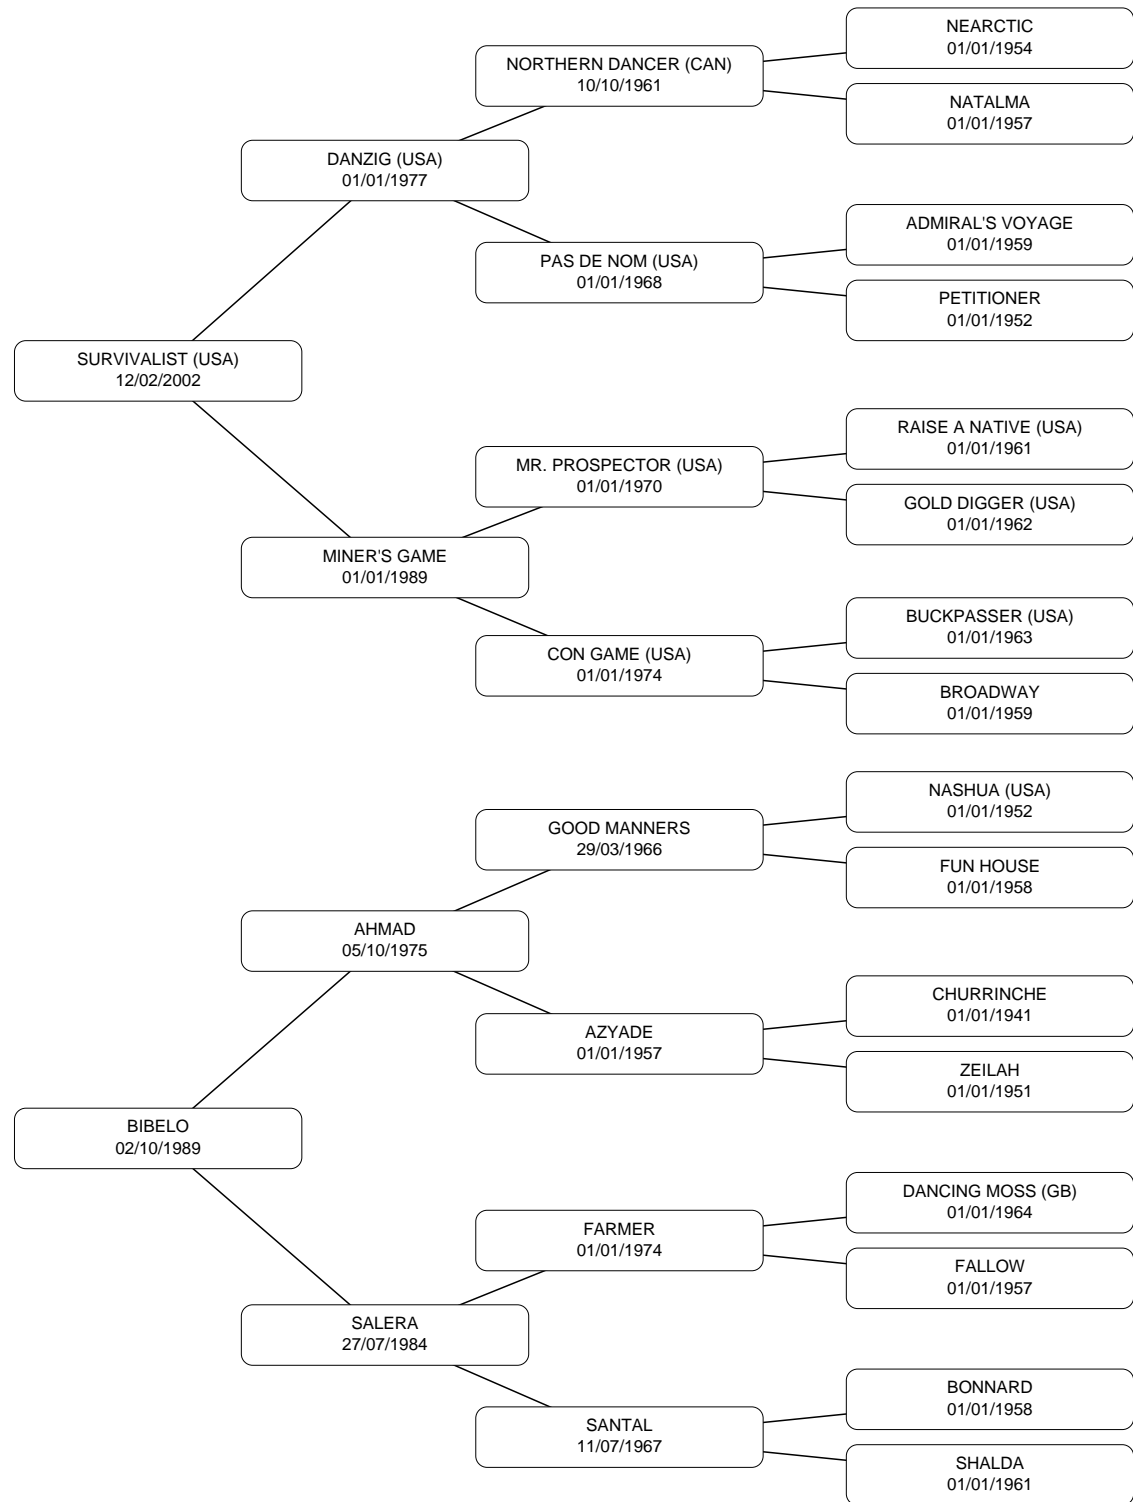 NEARCTIC
01/01/1954
NORTHERN DANCER (CAN)
10/10/1961
NATALMA
01/01/1957
DANZIG (USA)
01/01/1977
ADMIRAL'S VOYAGE
01/01/1959
PAS DE NOM (USA)
01/01/1968
PETITIONER
01/01/1952
SURVIVALIST (USA)
12/02/2002
RAISE A NATIVE (USA)
01/01/1961
MR. PROSPECTOR (USA)
01/01/1970
GOLD DIGGER (USA)
01/01/1962
MINER'S GAME
01/01/1989
BUCKPASSER (USA)
01/01/1963
CON GAME (USA)
01/01/1974
BROADWAY
01/01/1959
NASHUA (USA)
01/01/1952
GOOD MANNERS
29/03/1966
FUN HOUSE
01/01/1958
AHMAD
05/10/1975
CHURRINCHE
01/01/1941
AZYADE
01/01/1957
ZEILAH
01/01/1951
BIBELO
02/10/1989
DANCING MOSS (GB)
01/01/1964
FARMER
01/01/1974
FALLOW
01/01/1957
SALERA
27/07/1984
BONNARD
01/01/1958
SANTAL
11/07/1967
SHALDA
01/01/1961